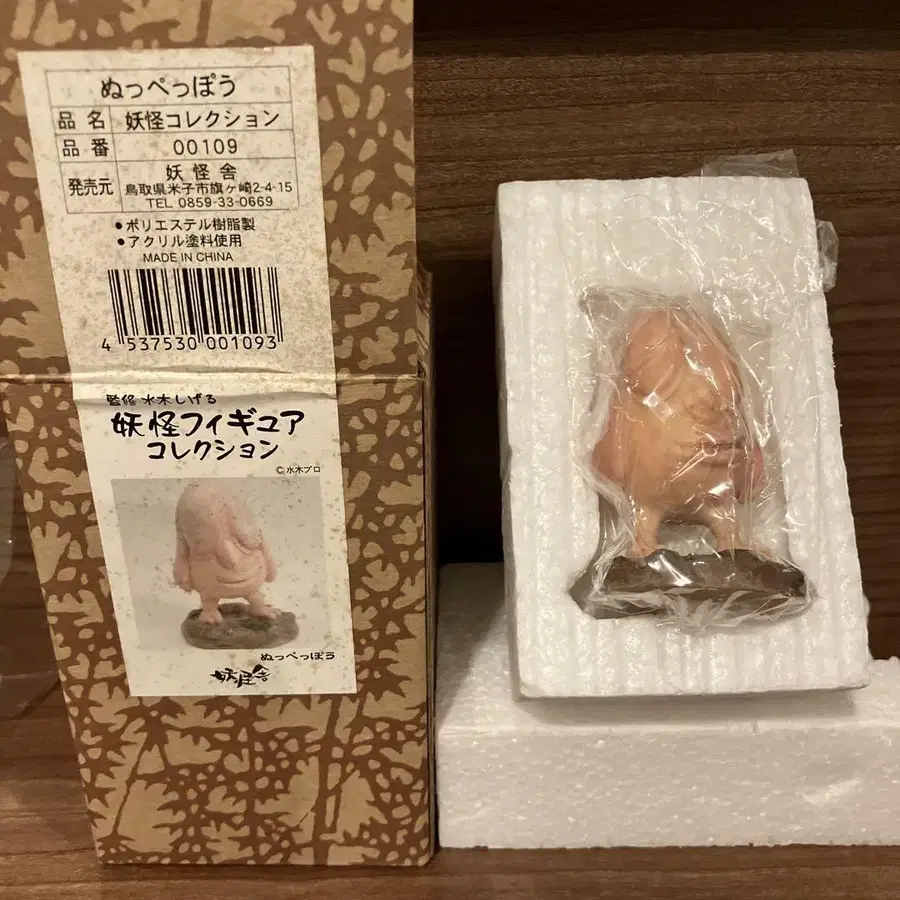 ぬっぺっぽう
品名 妖怪コレクション
品番 00109
発売元 妖怪舎
鳥取県米子市旗ヶ崎2-4-15
TEL 0859-33-0669
●ポリエステル樹脂製
●アクリル塗料使用
MADE IN CHINA
4 537530 001093
監修 水木しげる
妖怪フィギュア
コレクション
©水木プロ
ぬっぺっぽう
妖怪舎